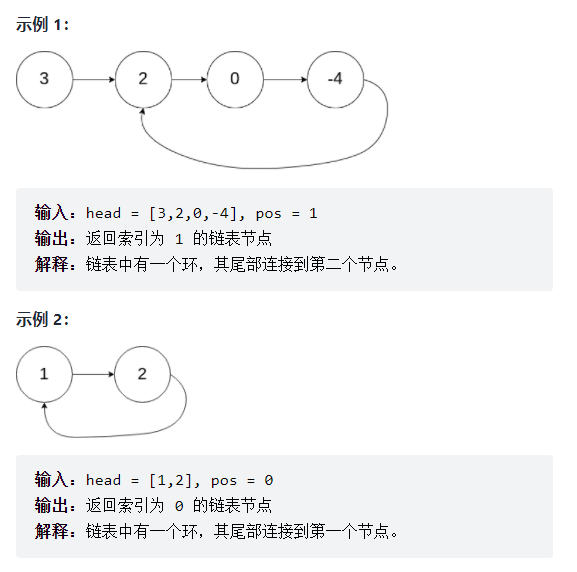 示例 1：
3 2 0 -4
输入：head = [3,2,0,-4], pos = 1
输出：返回索引为 1 的链表节点
解释：链表中有一个环，其尾部连接到第二个节点。
示例 2：
1 2
输入：head = [1,2], pos = 0
输出：返回索引为 0 的链表节点
解释：链表中有一个环，其尾部连接到第一个节点。